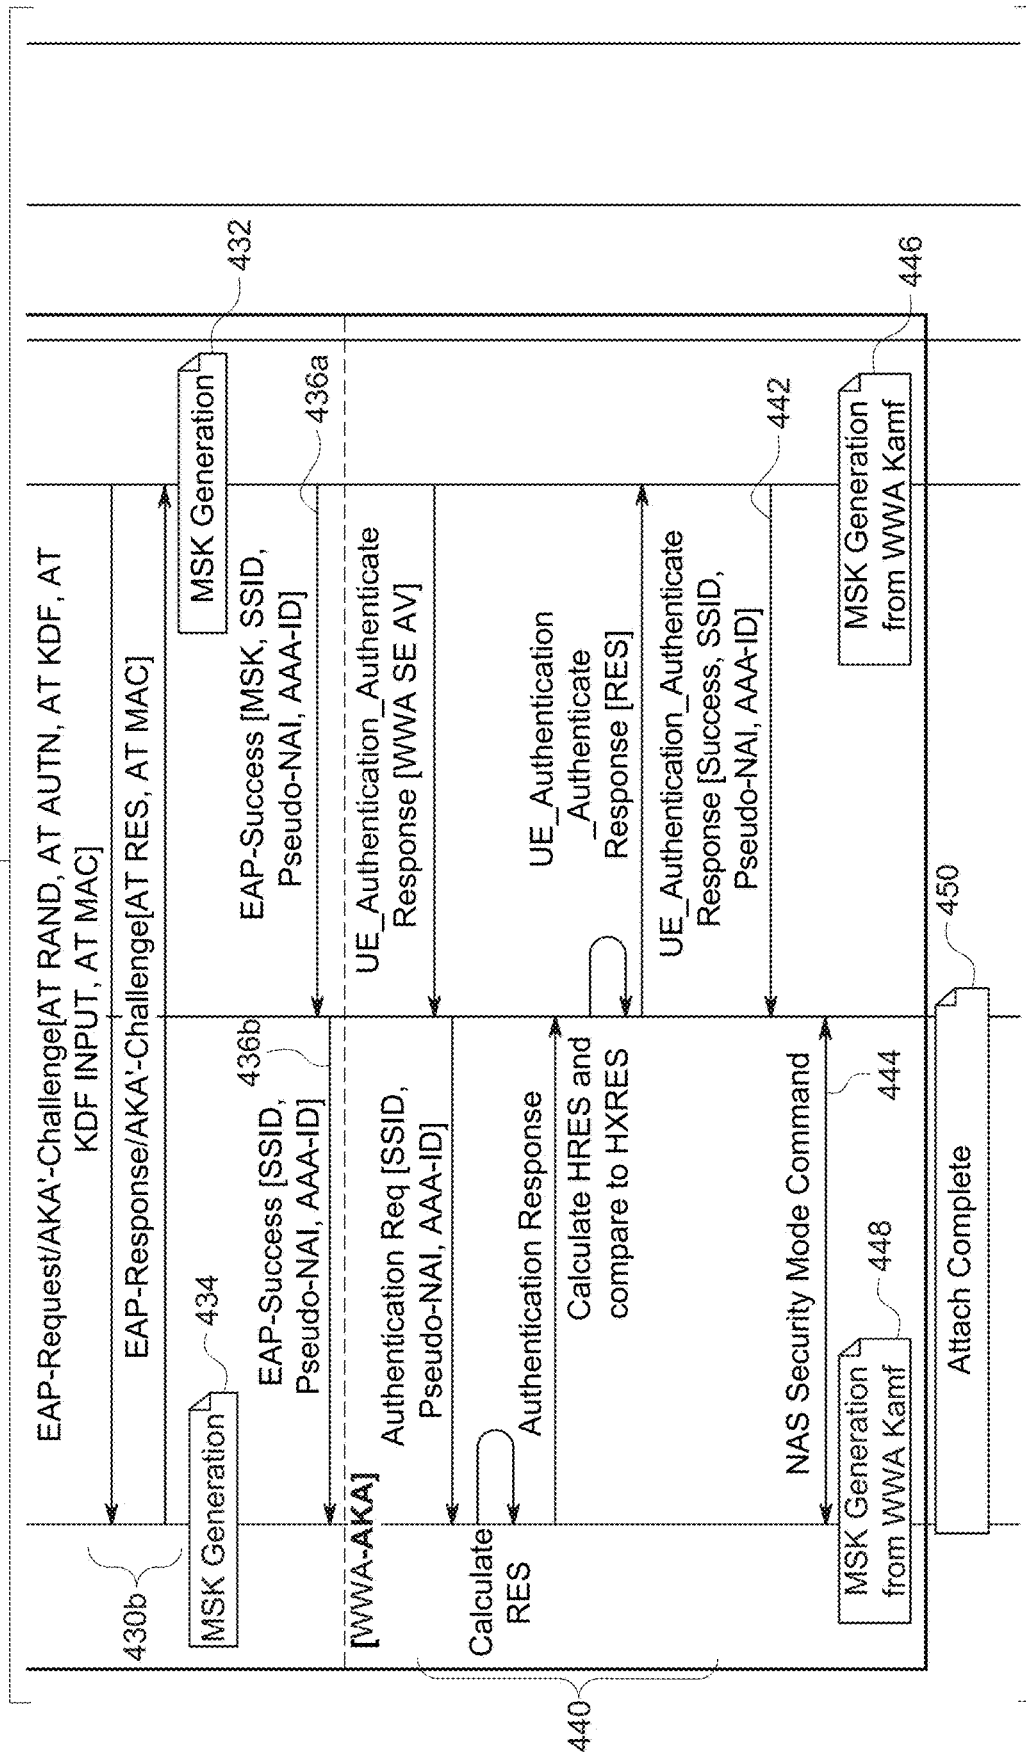 EAP-Request/AKA'-Challenge[AT RAND, AT AUTN, AT KDF, AT
KDF INPUT, AT MAC]
430b
EAP-Response/AKA'-Challenge[AT RES, AT MAC]
MSK Generation
432
MSK Generation
434
EAP-Success [MSK, SSID,
Pseudo-NAI, AAA-ID]
436a
EAP-Success [SSID,
Pseudo-NAI, AAA-ID]
436b
[WWA-AKA]
UE_Authentication_Authenticate
Response [WWA SE AV]
Authentication Req [SSID,
Pseudo-NAI, AAA-ID]
Calculate
RES
Authentication Response
440
Calculate HRES and
compare to HXRES
UE_Authentication
_Authenticate
Response [RES]
UE_Authentication_Authenticate
Response [Success, SSID,
Pseudo-NAI, AAA-ID]
442
NAS Security Mode Command
444
MSK Generation
from WWA Kamf
446
MSK Generation
from WWA Kamf
448
Attach Complete
450